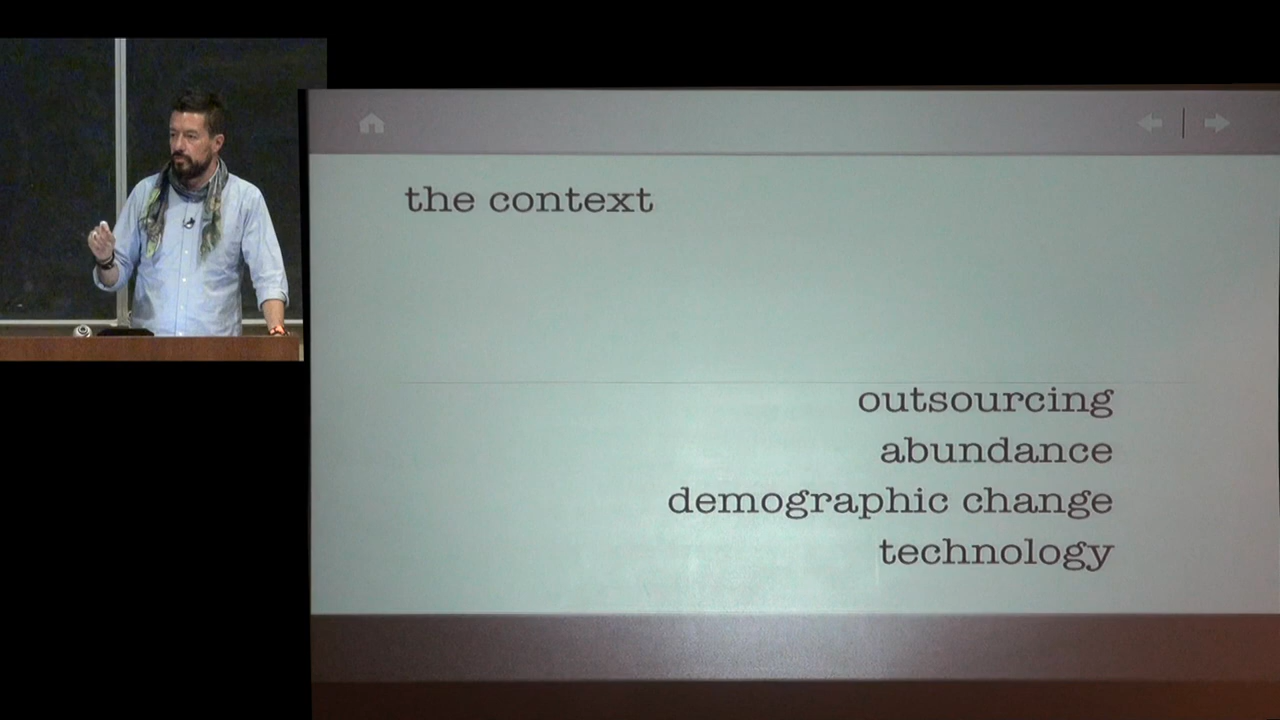 the context
outsourcing
abundance
demographic change
technology